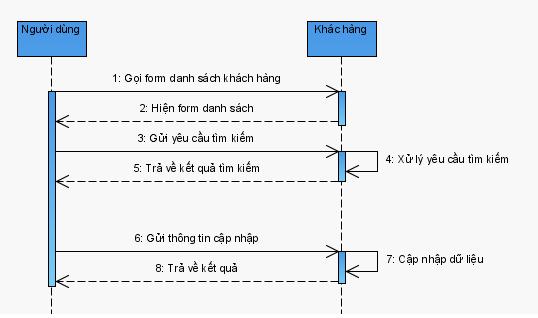 Người dùng
Khác hàng
1: Gọi form danh sách khách hàng
2: Hiện form danh sách
3: Gửi yêu cầu tìm kiếm
4: Xử lý yêu cầu tìm kiếm
5: Trả về kết quả tìm kiếm
6: Gửi thông tin cập nhập
7: Cập nhập dữ liệu
8: Trả về kết quả